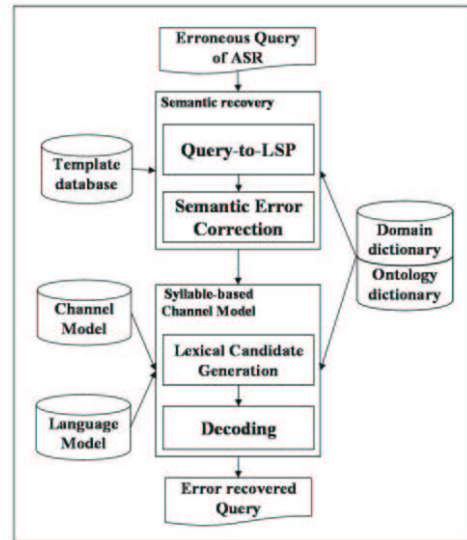 Erroneous Query
of ASR
Semantic recovery
Query-to-LSP
Template
database
Semantic Error
Correction
Domain
dictionary
Ontology
dictionary
Syllable-based
Channel Model
Channel
Model
Lexical Candidate
Generation
Language
Model
Decoding
Error recovered
Query